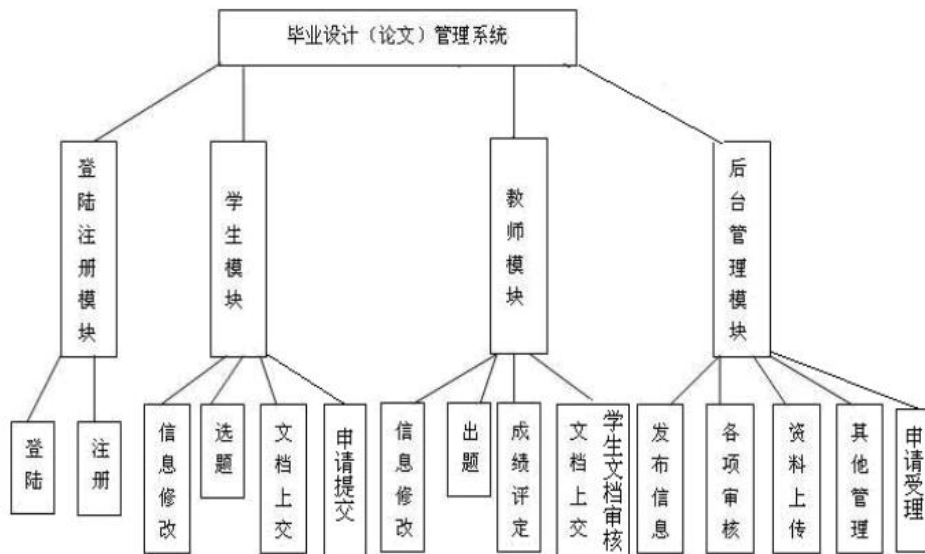 毕业设计（论文）管理系统
登陆注册模块
学生模块
教师模块
后台管理模块
登陆
注册
信息修改
选题
文档上交
申请提交
信息修改
出题
成绩评定
文档上交
学生文档审核
发布信息
各项审核
资料上传
其他管理
申请受理